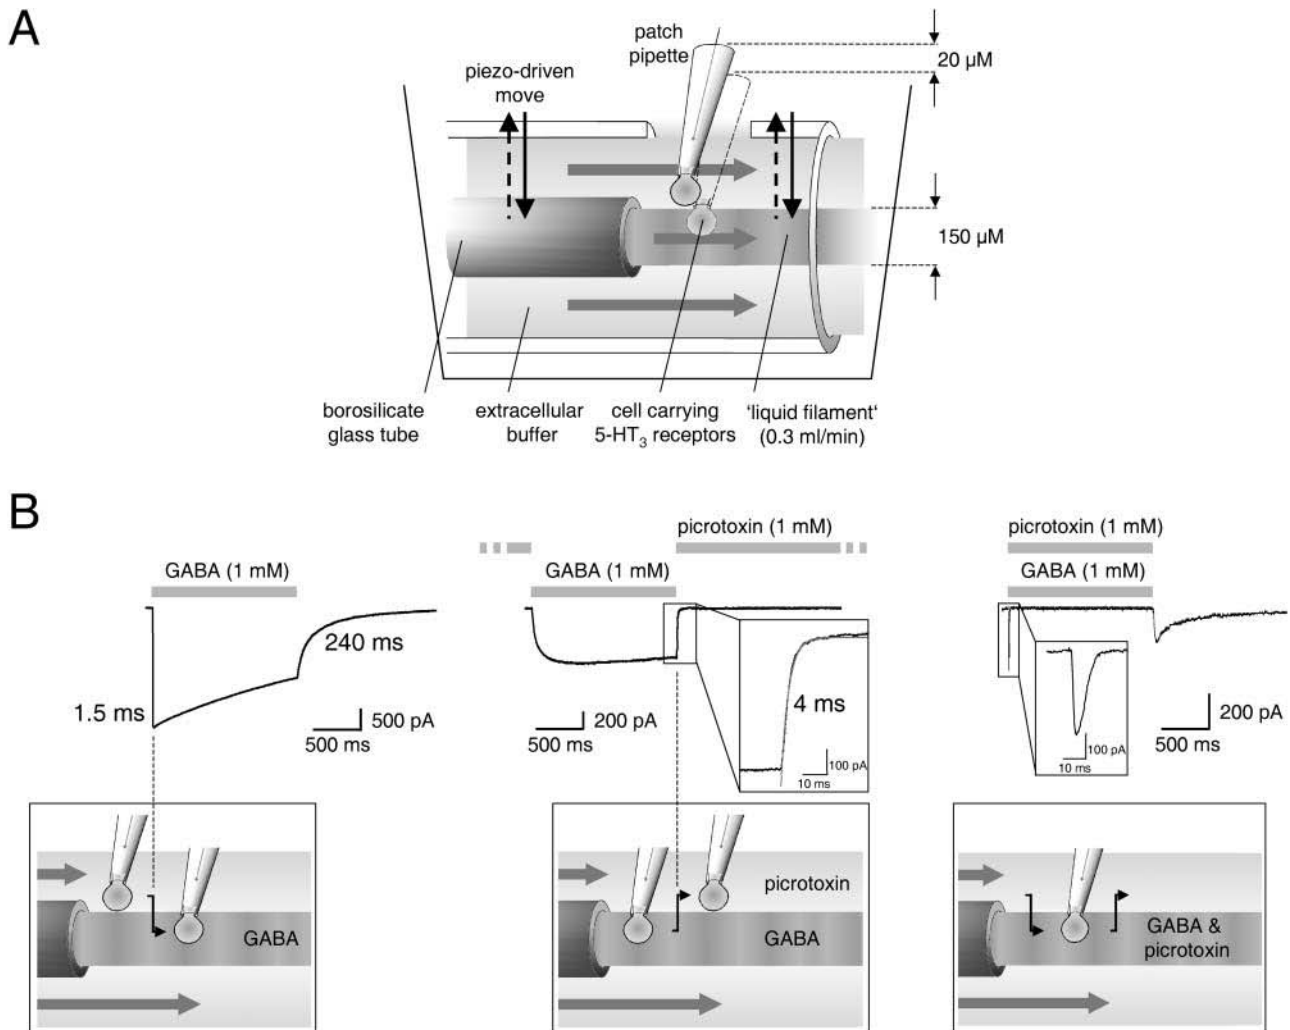 A
patch
pipette
20 µM
piezo-driven
move
150 µM
borosilicate
glass tube
extracellular
buffer
cell carrying
5-HT3 receptors
'liquid filament'
(0.3 ml/min)
B
GABA (1 mM)
240 ms
1.5 ms
500 pA
500 ms
picrotoxin (1 mM)
GABA (1 mM)
4 ms
100 pA
10 ms
200 pA
500 ms
picrotoxin (1 mM)
GABA (1 mM)
100 pA
10 ms
200 pA
500 ms
GABA
picrotoxin
GABA
GABA &
picrotoxin